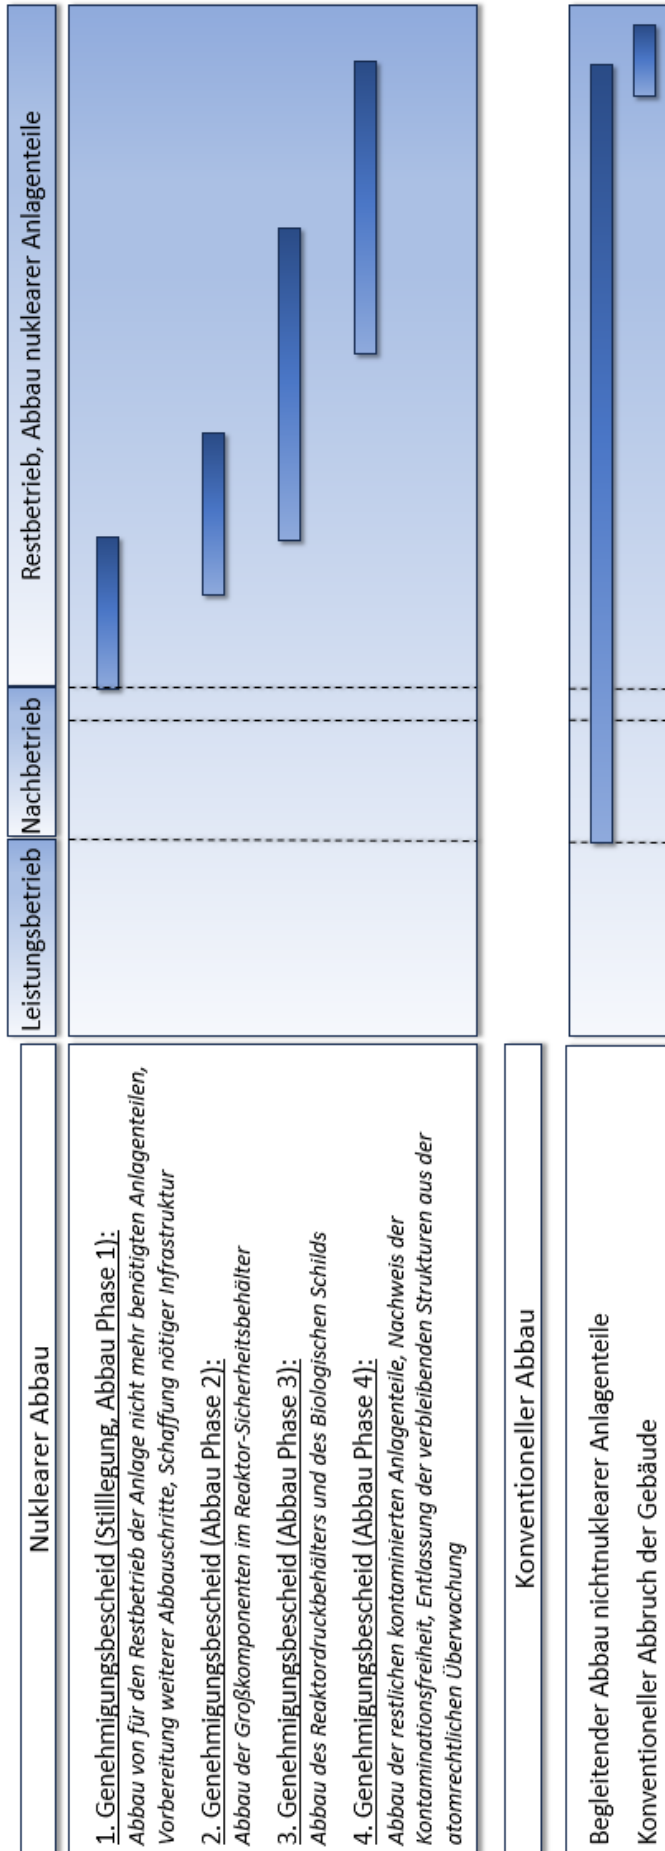 Nuklearer Abbau
Leistungsbetrieb
Nachbetrieb
Restbetrieb, Abbau nuklearer Anlagenteile
1. Genehmigungsbescheid (Stilllegung, Abbau Phase 1):
Abbau von für den Restbetrieb der Anlage nicht mehr benötigten Anlagenteilen,
Vorbereitung weiterer Abbauschritte, Schaffung nötiger Infrastruktur
2. Genehmigungsbescheid (Abbau Phase 2):
Abbau der Großkomponenten im Reaktor-Sicherheitsbehälter
3. Genehmigungsbescheid (Abbau Phase 3):
Abbau des Reaktordruckbehälters und des Biologischen Schilds
4. Genehmigungsbescheid (Abbau Phase 4):
Abbau der restlichen kontaminierten Anlagenteile, Nachweis der
Kontaminationsfreiheit, Entlassung der verbleibenden Strukturen aus der
atomrechtlichen Überwachung
Konventioneller Abbau
Begleitender Abbau nichtnuklearer Anlagenteile
Konventioneller Abbruch der Gebäude